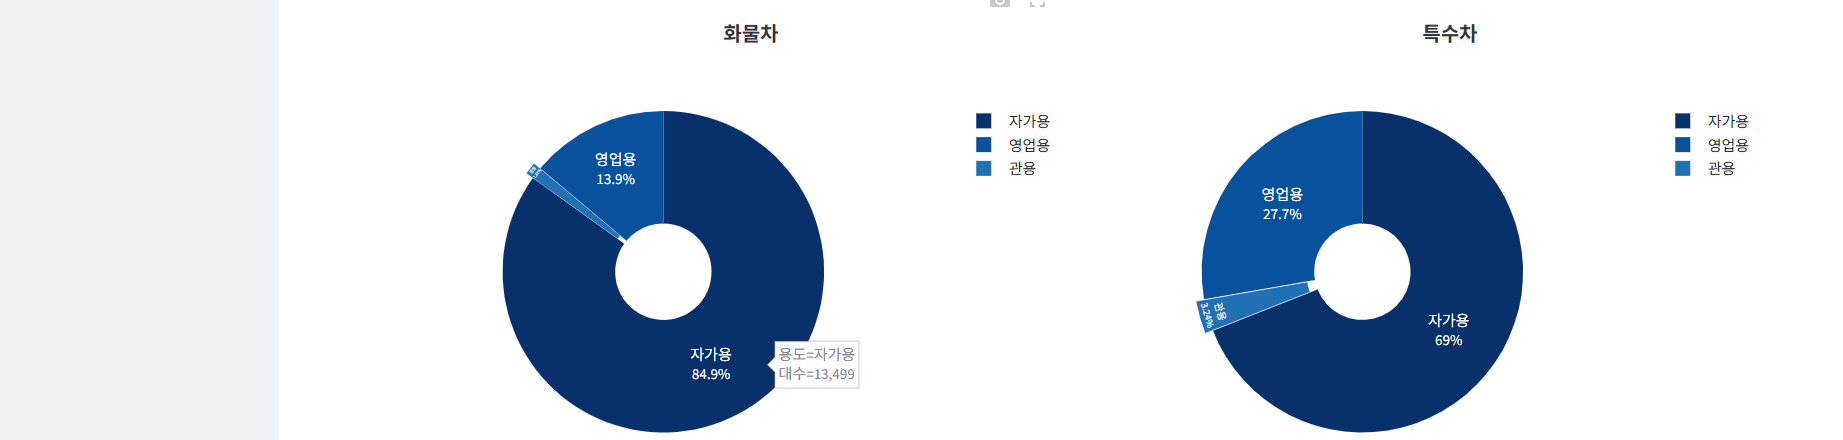 화물차
특수차
자가용
영업용
관용
영업용
13.9%
자가용
84.9%
용도=자가용
대수=13,499
자가용
영업용
관용
영업용
27.7%
관용
3.24%
자가용
69%